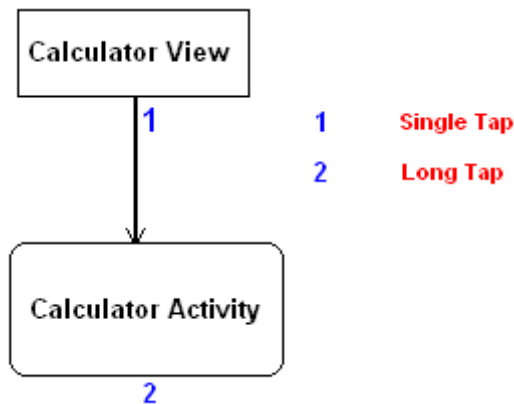 Calculator View
1
1 Single Tap
2 Long Tap
Calculator Activity
2